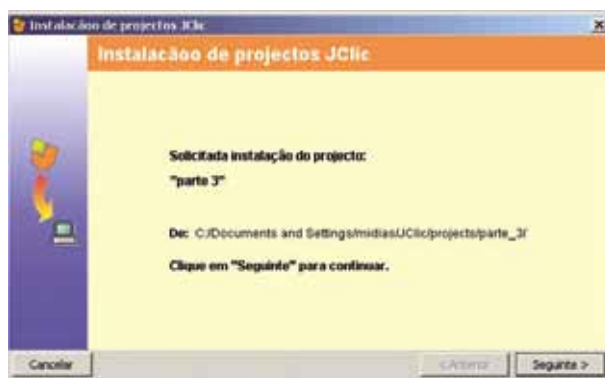 Instalacãoo de projectos JClic
Instalacãoo de projectos JClic
Solicitada instalação do projecto:
"parte 3"
De: C:/Documents and Settings/midias/JClic/projects/parte_3/
Clique em "Seguinte" para continuar.
Cancelar < Anterior Seguinte >